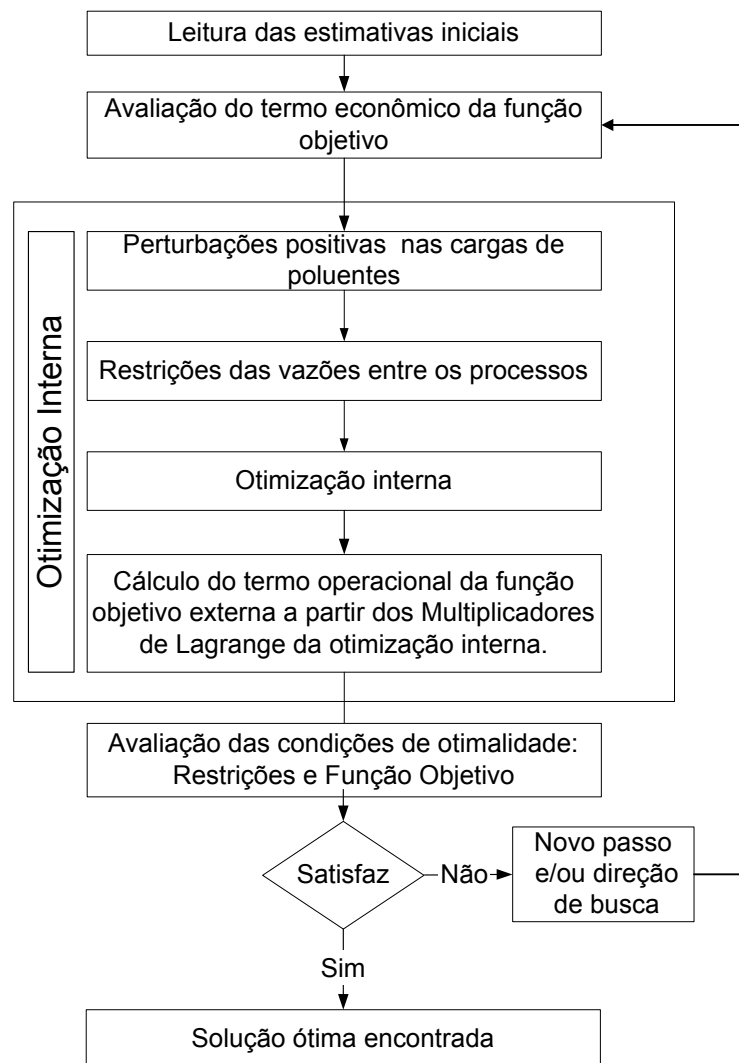 Leitura das estimativas iniciais
Avaliação do termo econômico da função
objetivo
Otimização Interna
Perturbações positivas nas cargas de
poluentes
Restrições das vazões entre os processos
Otimização interna
Cálculo do termo operacional da função
objetivo externa a partir dos Multiplicadores
de Lagrange da otimização interna.
Avaliação das condições de otimalidade:
Restrições e Função Objetivo
Satisfaz
Não
Novo passo
e/ou direção
de busca
Sim
Solução ótima encontrada